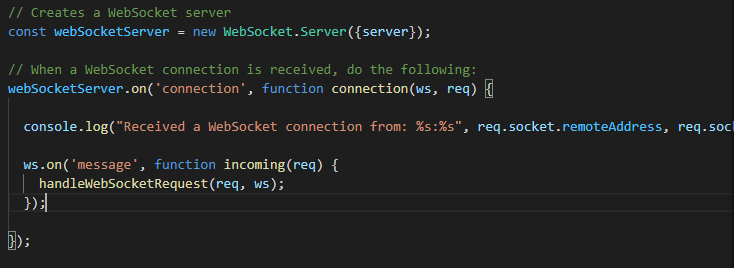 // Creates a WebSocket server
const webSocketServer = new WebSocket.Server({server});
// When a WebSocket connection is received, do the following:
webSocketServer.on('connection', function connection(ws, req) {
console.log("Received a WebSocket connection from: %s:%s", req.socket.remoteAddress, req.soc
ws.on('message', function incoming(req) {
handleWebSocketRequest(req, ws);
});
});